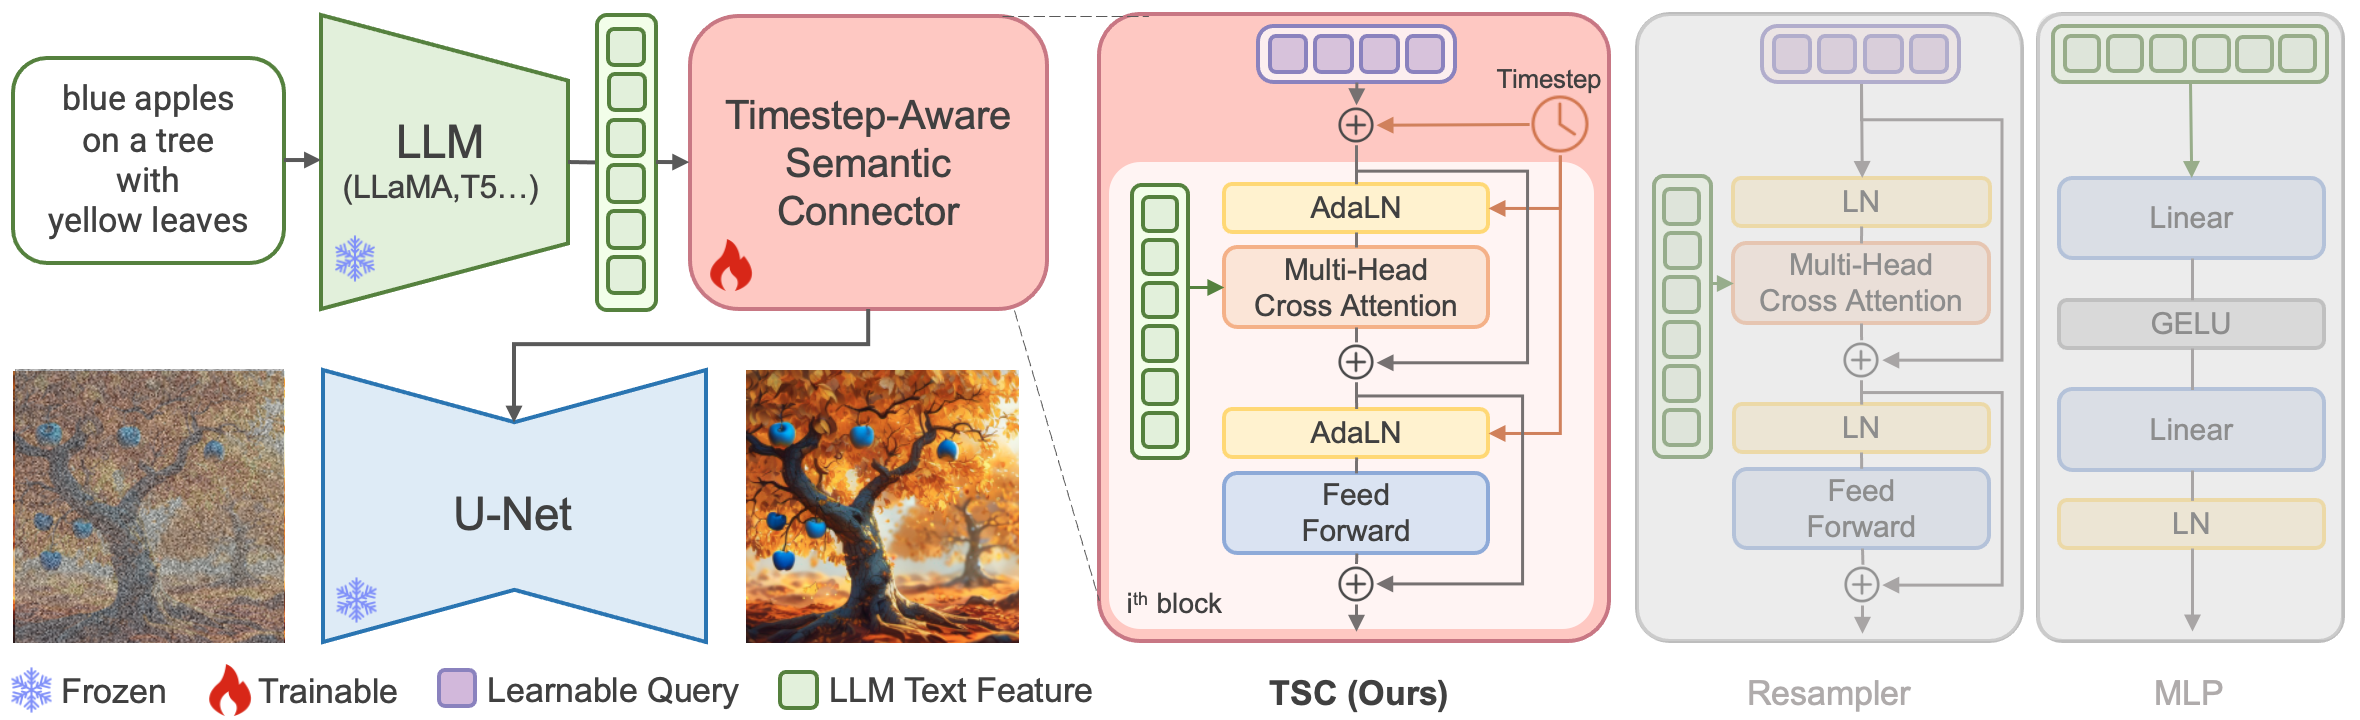 blue apples
on a tree
with
yellow leaves
LLM
(LLaMA,T5...)
Timestep-Aware
Semantic
Connector
U-Net
Timestep
AdaLN
Multi-Head
Cross Attention
AdaLN
Feed
Forward
ith block
LN
Multi-Head
Cross Attention
LN
Feed
Forward
Linear
GELU
Linear
LN
Frozen
Trainable
Learnable Query
LLM Text Feature
TSC (Ours)
Resampler
MLP